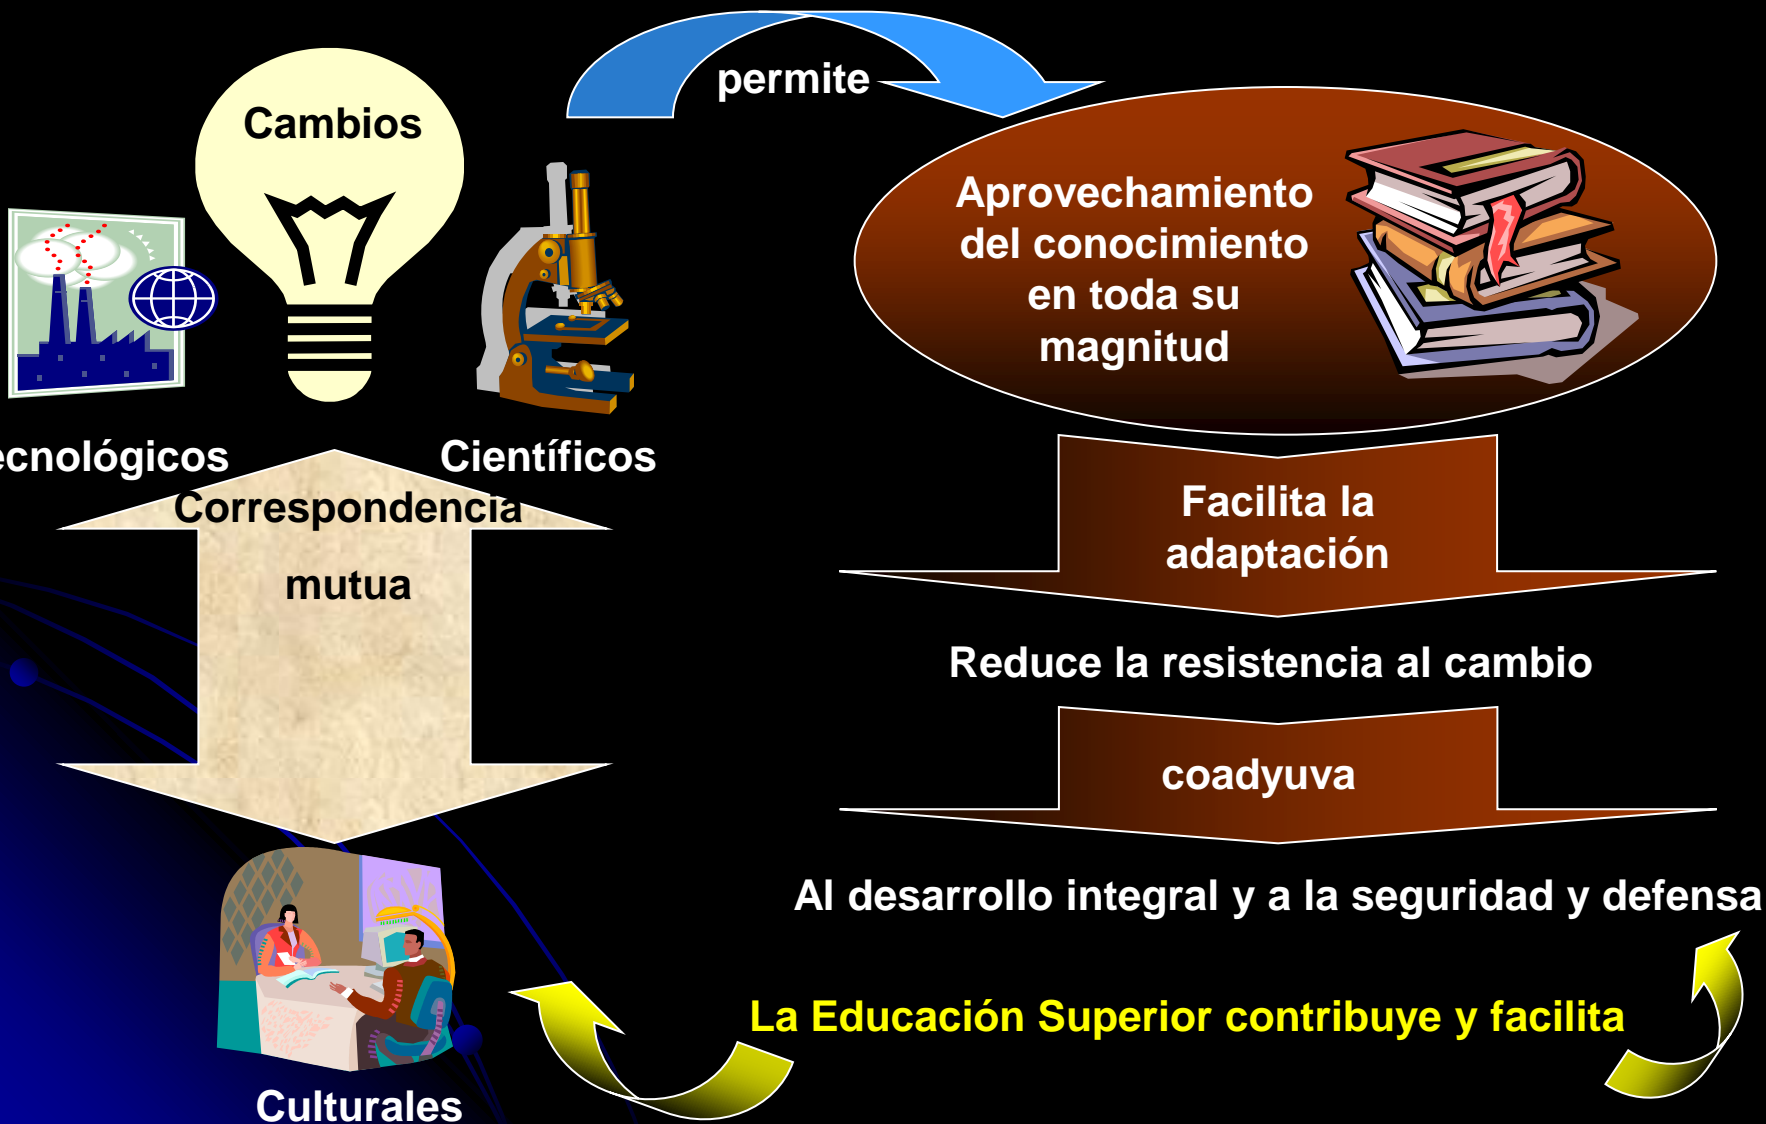 Cambios
permite
Aprovechamiento
del conocimiento
en toda su
magnitud
ecnológicos
Científicos
Correspondencia
mutua
Facilita la
adaptación
Reduce la resistencia al cambio
coadyuva
Al desarrollo integral y a la seguridad y defensa
La Educación Superior contribuye y facilita
Culturales